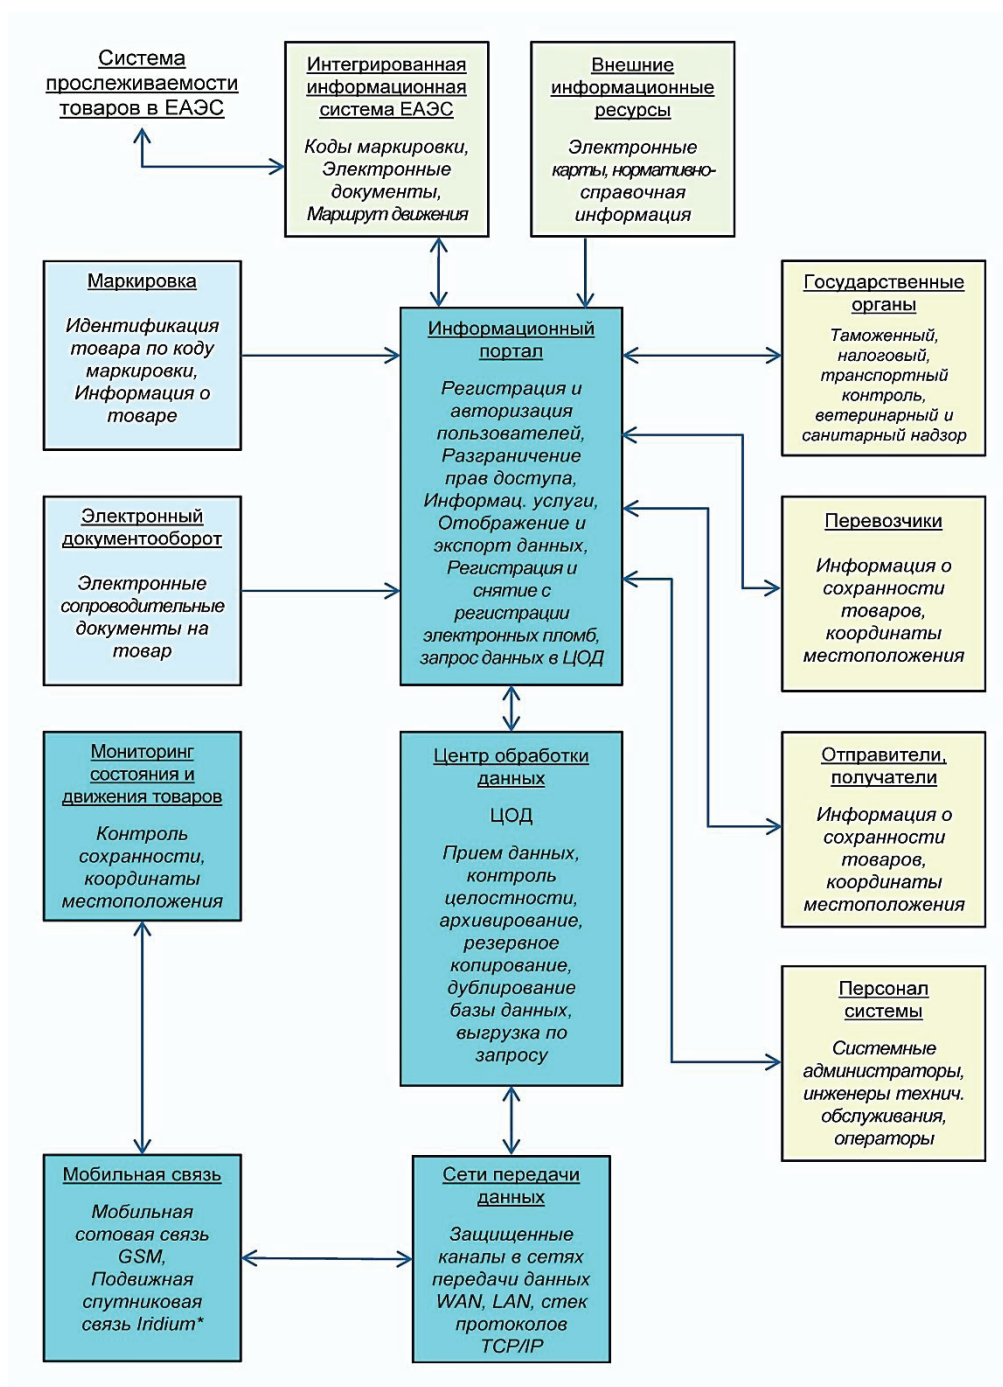 Система
прослеживаемости
товаров в ЕАЭС
Интегрированная
информационная
система ЕАЭС
Коды маркировки,
Электронные
документы,
Маршрут движения
Внешние
информационные
ресурсы
Электронные
карты, нормативно-
справочная
информация
Маркировка
Идентификация
товара по коду
маркировки,
Информация о
товаре
Информационный
портал
Регистрация и
авторизация
пользователей,
Разграничение
прав доступа,
Информац. услуги,
Отображение и
экспорт данных,
Регистрация и
снятие с
регистрации
электронных пломб,
запрос данных в ЦОД
Государственные
органы
Таможенный,
налоговый,
транспортный
контроль,
ветеринарный и
санитарный надзор
Электронный
документооборот
Электронные
сопроводительные
документы на
товар
Перевозчики
Информация о
сохранности
товаров,
координаты
местоположения
Мониторинг
состояния и
движения товаров
Контроль
сохранности,
координаты
местоположения
Центр обработки
данных
ЦОД
Прием данных,
контроль
целостности,
архивирование,
резервное
копирование,
дублирование
базы данных,
выгрузка по
запросу
Отправители,
получатели
Информация о
сохранности
товаров,
координаты
местоположения
Персонал
системы
Системные
администраторы,
инженеры технич.
обслуживания,
операторы
Мобильная связь
Мобильная
сотовая связь
GSM,
Подвижная
спутниковая
связь Iridium*
Сети передачи
данных
Защищенные
каналы в сетях
передачи данных
WAN, LAN, стек
протоколов
TCP/IP